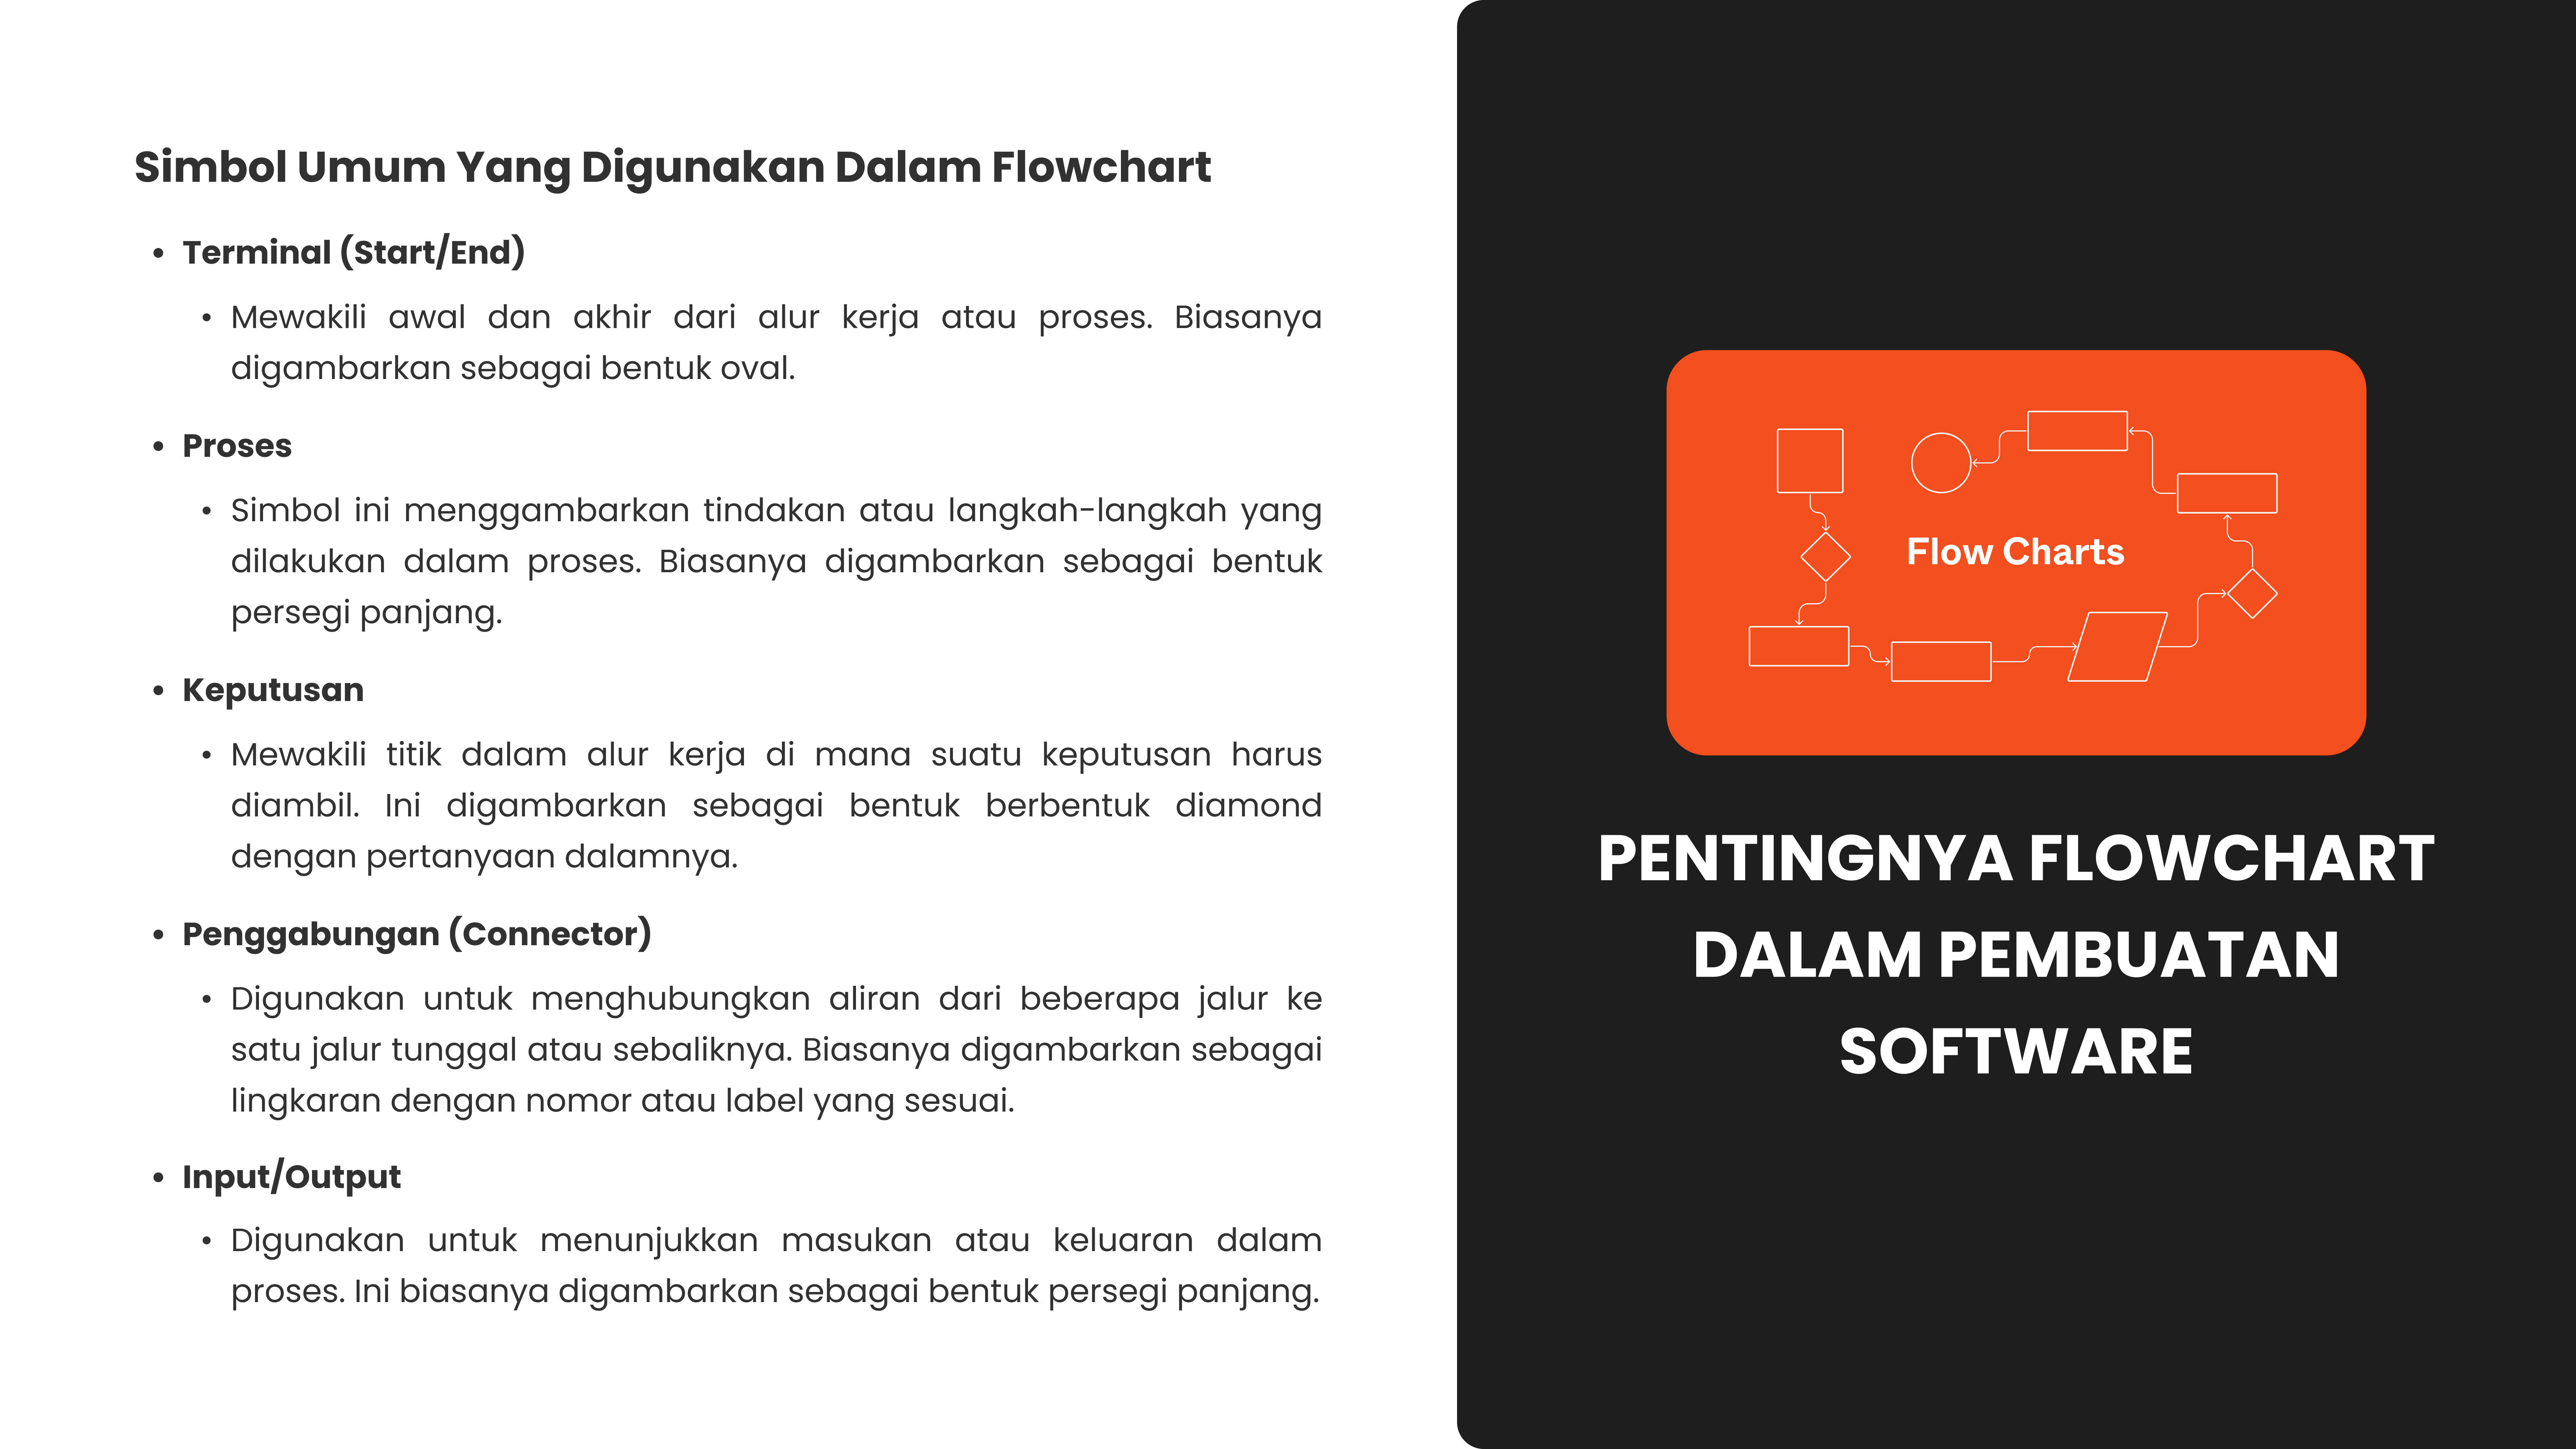 Simbol Umum Yang Digunakan Dalam Flowchart
• Terminal (Start/End)
• Mewakili awal dan akhir dari alur kerja atau proses. Biasanya
digambarkan sebagai bentuk oval.
• Proses
• Simbol ini menggambarkan tindakan atau langkah-langkah yang
dilakukan dalam proses. Biasanya digambarkan sebagai bentuk
persegi panjang.
• Keputusan
• Mewakili titik dalam alur kerja di mana suatu keputusan harus
diambil. Ini digambarkan sebagai bentuk berbentuk diamond
dengan pertanyaan dalamnya.
• Penggabungan (Connector)
• Digunakan untuk menghubungkan aliran dari beberapa jalur ke
satu jalur tunggal atau sebaliknya. Biasanya digambarkan sebagai
lingkaran dengan nomor atau label yang sesuai.
• Input/Output
• Digunakan untuk menunjukkan masukan atau keluaran dalam
proses. Ini biasanya digambarkan sebagai bentuk persegi panjang.
Flow Charts
PENTINGNYA FLOWCHART
DALAM PEMBUATAN
SOFTWARE